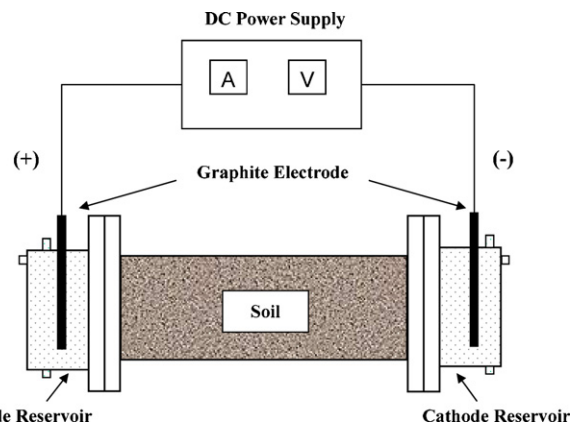 DC Power Supply
A
V
(+)
(-)
Graphite Electrode
Soil
de Reservoir
Cathode Reservoir